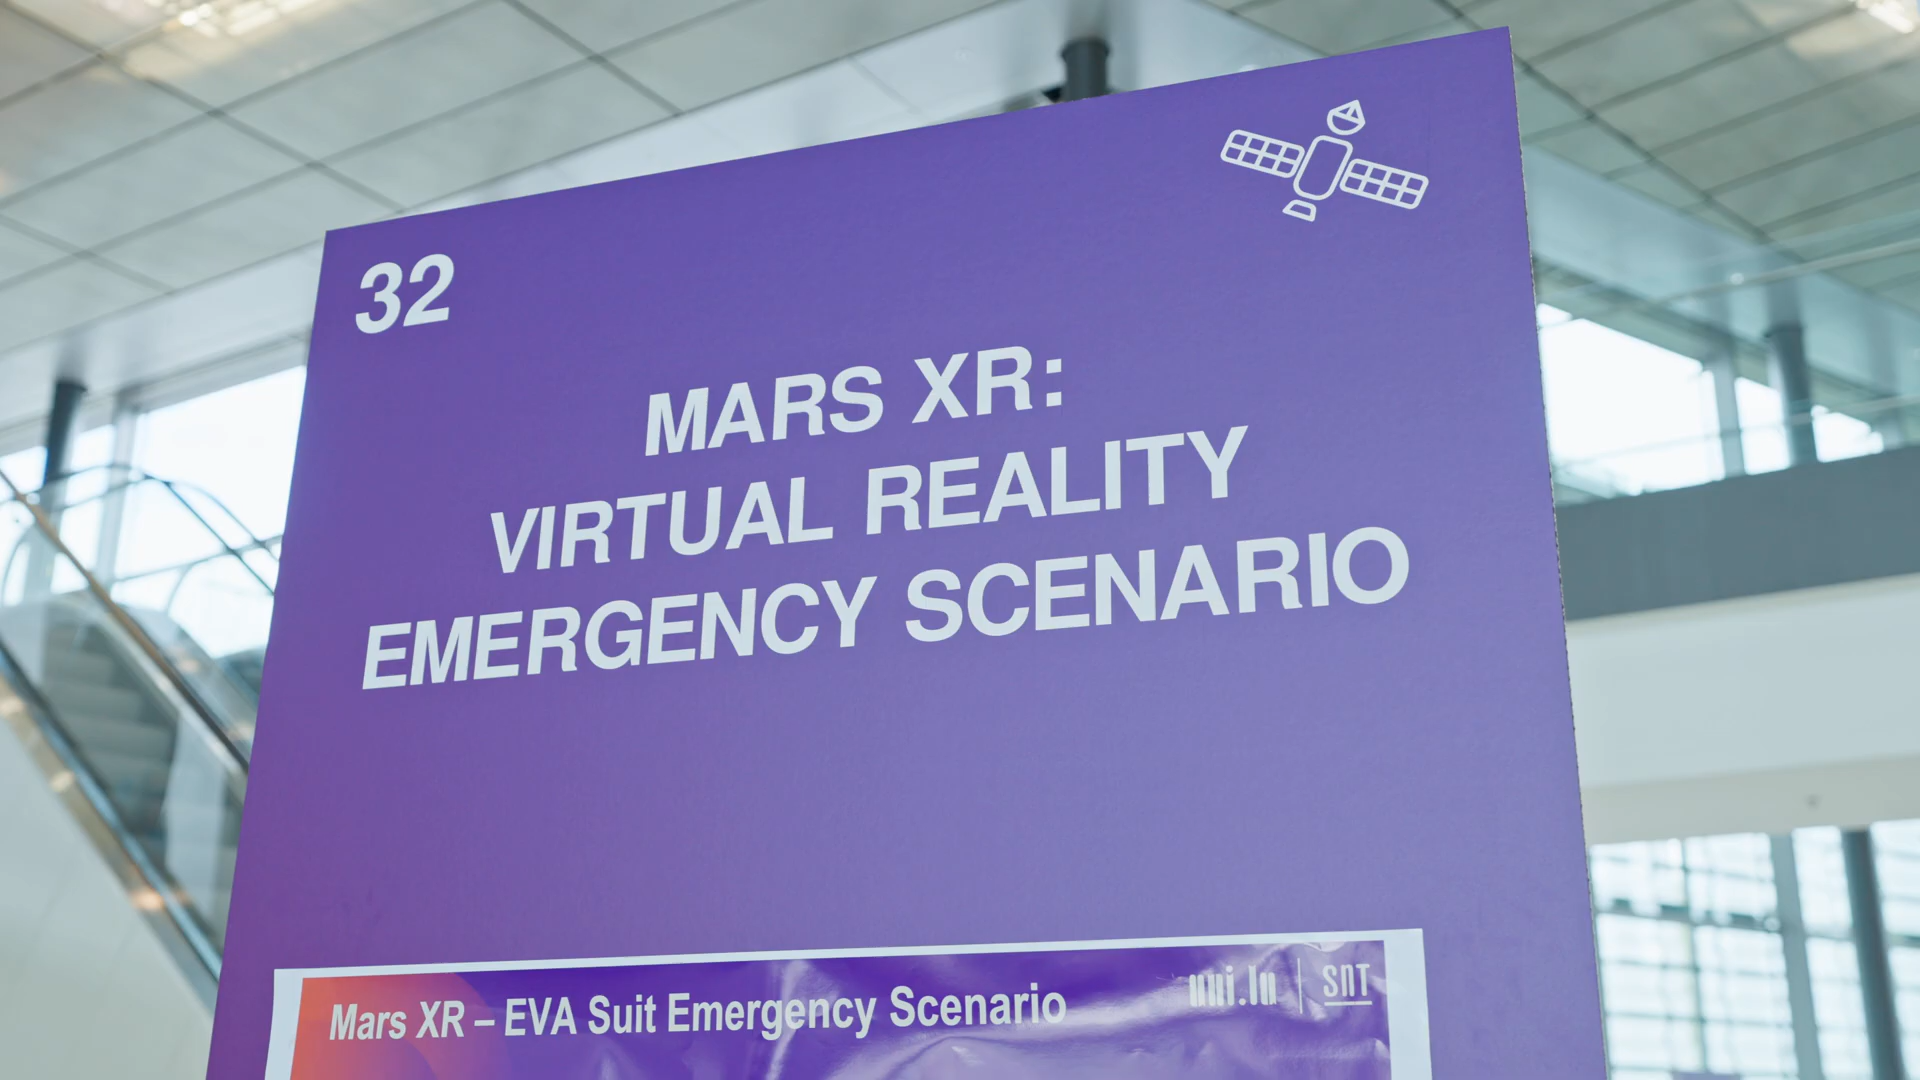 32
MARS XR:
VIRTUAL REALITY
EMERGENCY SCENARIO
Mars XR – EVA Suit Emergency Scenario
uni.lu | SNT